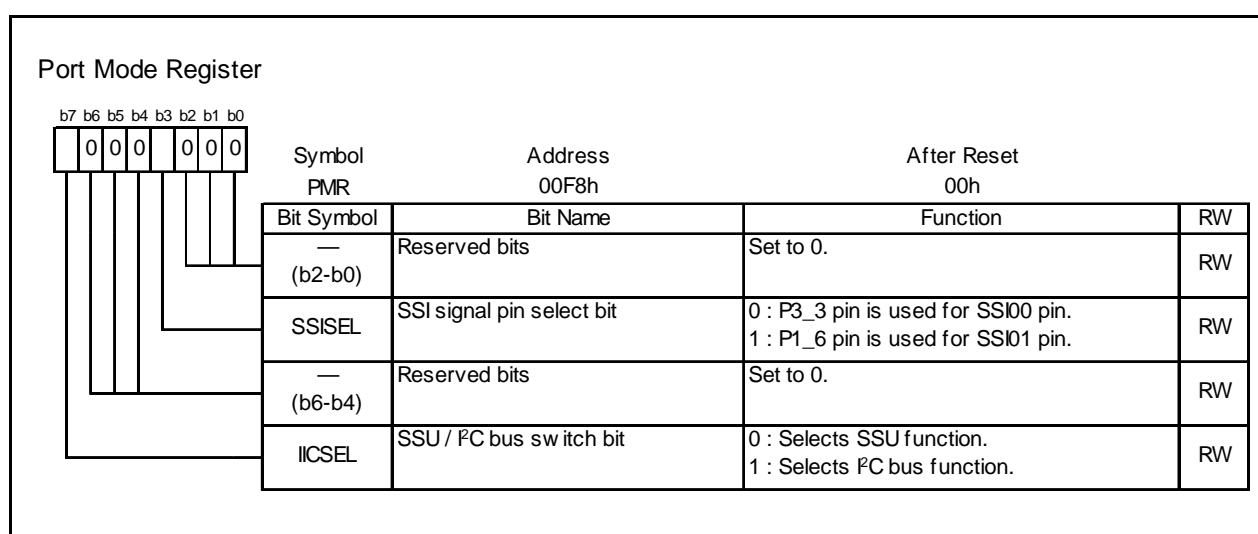 Port Mode Register
b7 b6 b5 b4 b3 b2 b1 b0
0 0 0 0 0 0
Symbol Address After Reset
PMR 00F8h 00h
Bit Symbol Bit Name Function RW
— (b2-b0) Reserved bits Set to 0. RW
SSISEL SSI signal pin select bit 0 : P3_3 pin is used for SSI00 pin. RW
1 : P1_6 pin is used for SSI01 pin.
— (b6-b4) Reserved bits Set to 0. RW
IICSEL SSU / I²C bus switch bit 0 : Selects SSU function. RW
1 : Selects I²C bus function.